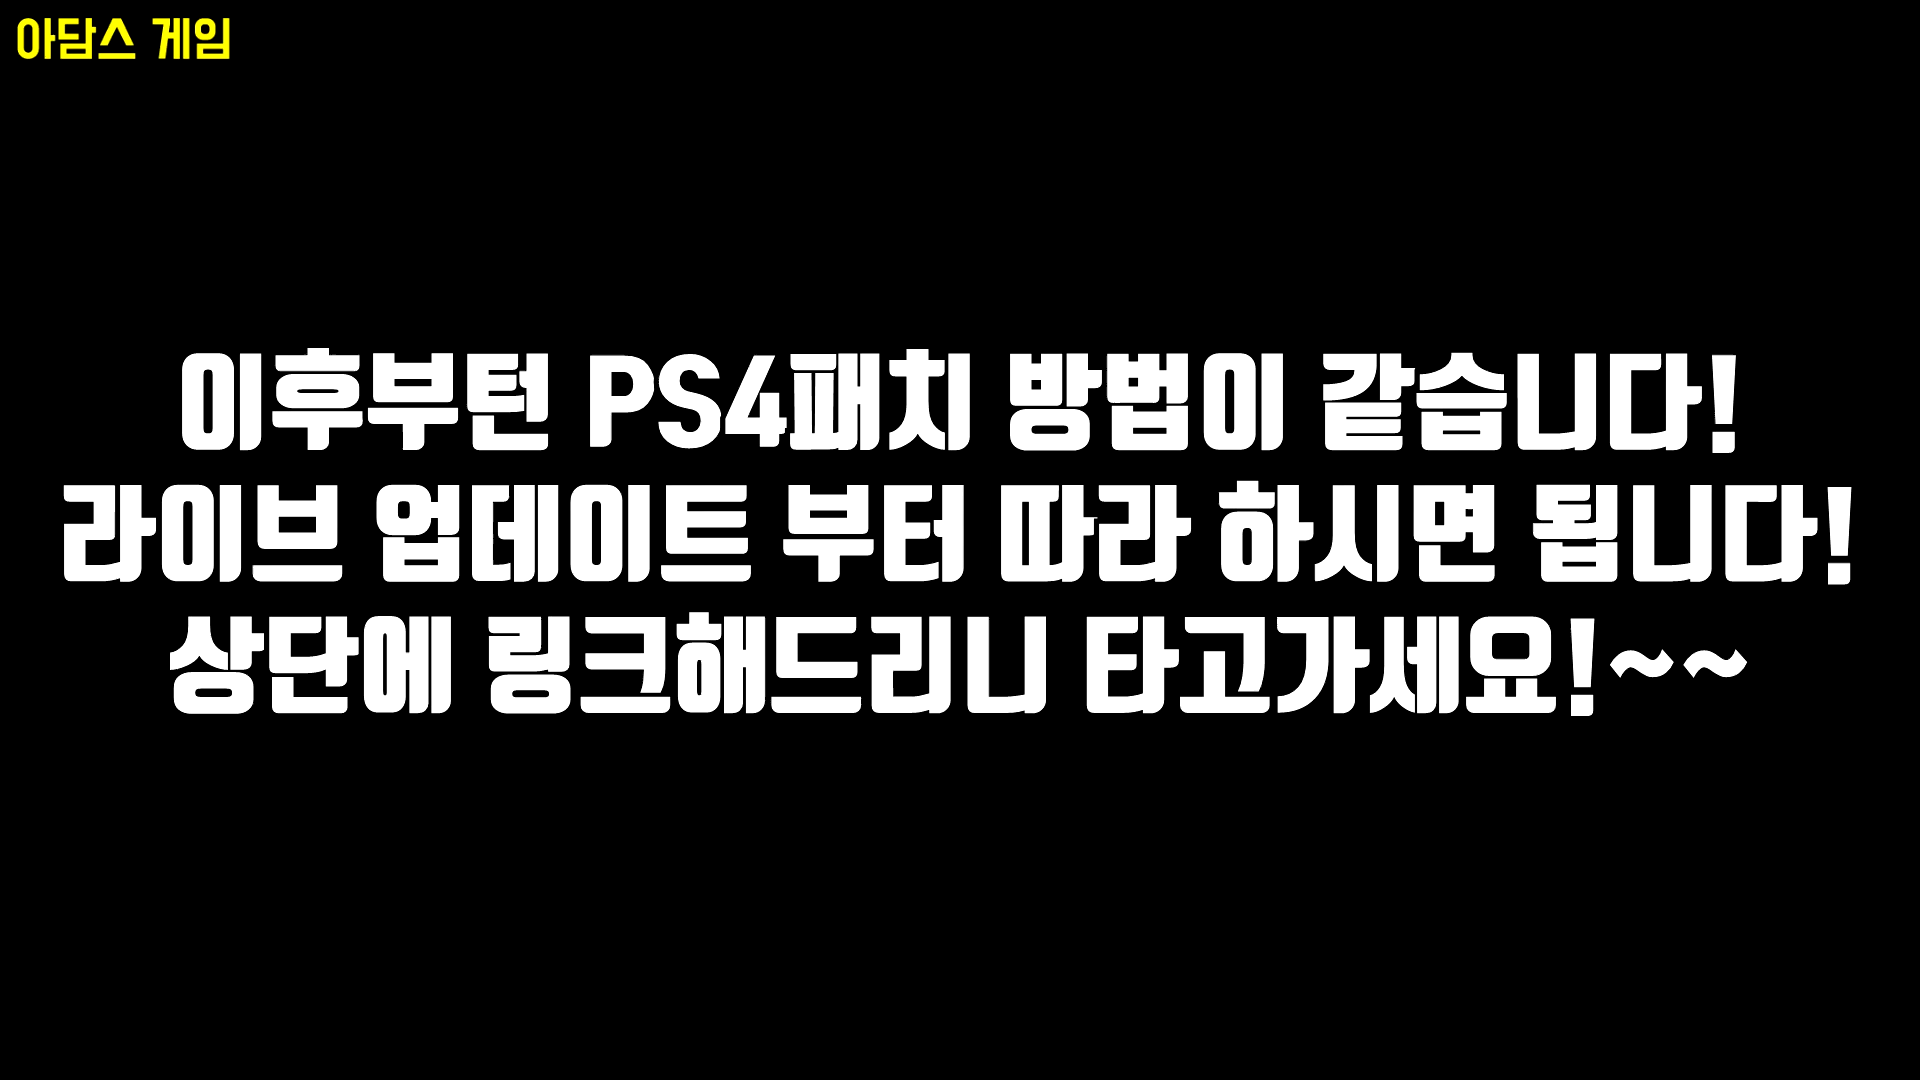 아담스 게임
이후부턴 PS4패치 방법이 같습니다!
라이브 업데이트 부터 따라 하시면 됩니다!
상단에 링크해드리니 타고가세요!~~